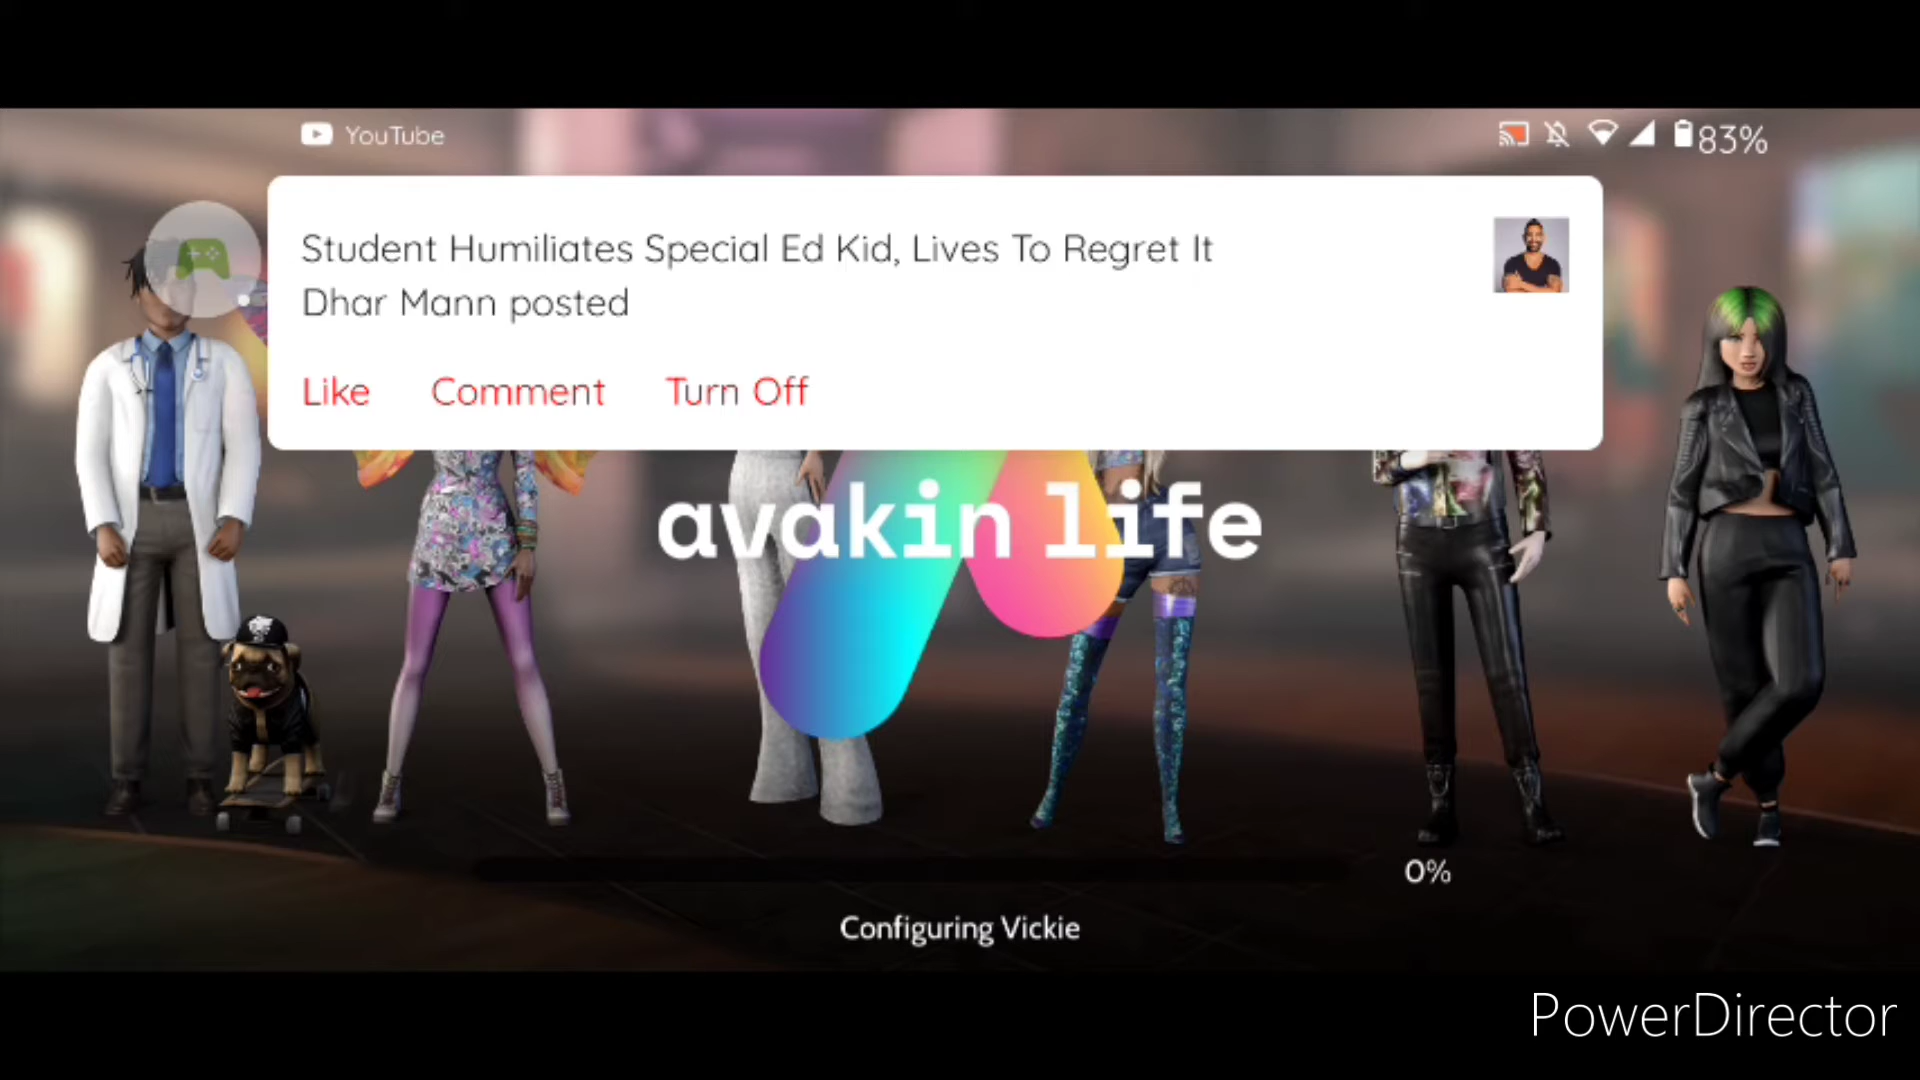 YouTube
83%
Student Humiliates Special Ed Kid, Lives To Regret It
Dhar Mann posted
Like Comment Turn Off
avakin life
0%
Configuring Vickie
PowerDirector